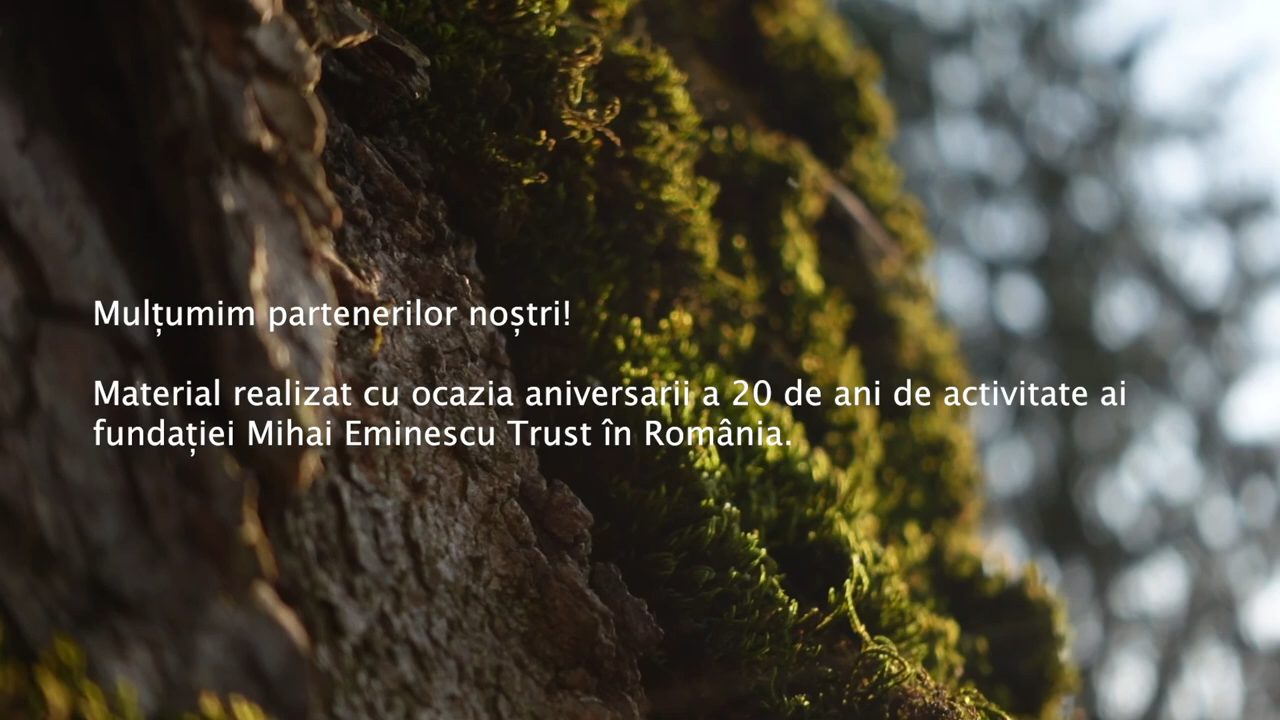 Mulțumim partenerilor noștri!
Material realizat cu ocazia aniversarii a 20 de ani de activitate ai
fundației Mihai Eminescu Trust în România.